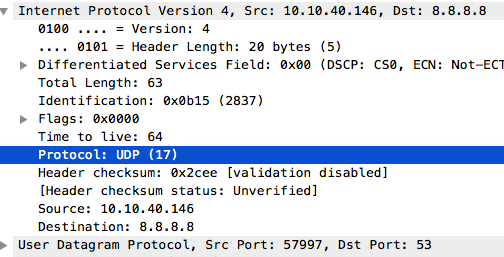 Internet Protocol Version 4, Src: 10.10.40.146, Dst: 8.8.8.8
0100 .... = Version: 4
.... 0101 = Header Length: 20 bytes (5)
Differentiated Services Field: 0x00 (DSCP: CS0, ECN: Not-ECT
Total Length: 63
Identification: 0x0b15 (2837)
Flags: 0x0000
Time to live: 64
Protocol: UDP (17)
Header checksum: 0x2cee [validation disabled]
[Header checksum status: Unverified]
Source: 10.10.40.146
Destination: 8.8.8.8
User Datagram Protocol, Src Port: 57997, Dst Port: 53